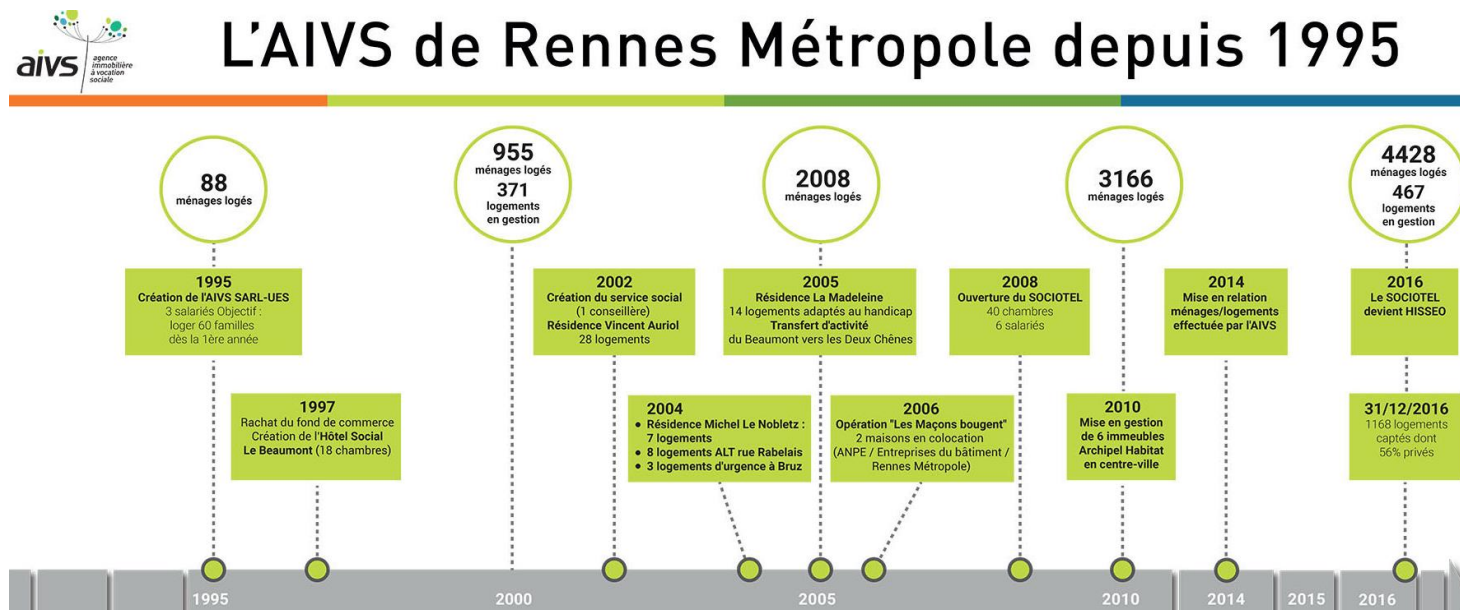 aivs
agence
immobilière
à vocation
sociale
L'AIVS de Rennes Métropole depuis 1995
88
ménages logés
955
ménages logés
371
logements
en gestion
2008
ménages logés
3166
ménages logés
4428
ménages logés
467
logements
en gestion
1995
Création de l'AIVS SARL-UES
3 salariés Objectif :
loger 60 familles
dès la 1ère année
2002
Création du service social
(1 conseillère)
Résidence Vincent Auriol
28 logements
2005
Résidence La Madeleine
14 logements adaptés au handicap
Transfert d'activité
du Beaumont vers les Deux Chênes
2008
Ouverture du SOCIOTEL
40 chambres
6 salariés
2014
Mise en relation
ménages/logements
effectuée par l'AIVS
2016
Le SOCIOTEL
devient HISSEO
1997
Rachat du fond de commerce
Création de l'Hôtel Social
Le Beaumont (18 chambres)
2004
• Résidence Michel Le Nobletz :
7 logements
• 8 logements ALT rue Rabelais
• 3 logements d'urgence à Bruz
2006
Opération "Les Maçons bougent"
2 maisons en colocation
(ANPE / Entreprises du bâtiment /
Rennes Métropole)
2010
Mise en gestion
de 6 immeubles
Archipel Habitat
en centre-ville
31/12/2016
1168 logements
captés dont
56% privés
1995
2000
2005
2010
2014
2015
2016